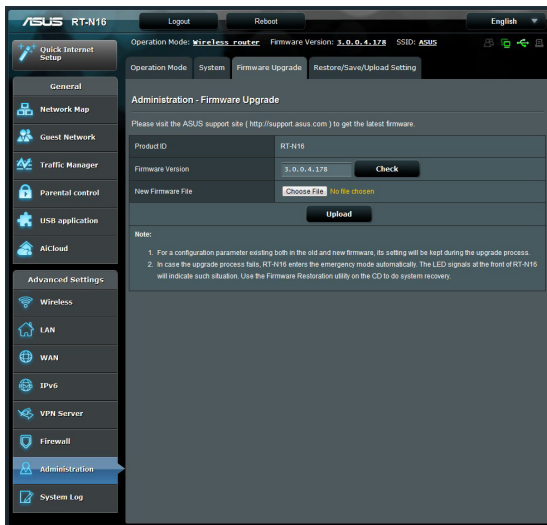 ASUS RT-N16
Logout
Reboot
English
Quick Internet
Setup
Operation Mode: Wireless router Firmware Version: 3.0.0.4.178 SSID: ASUS
Operation Mode
System
Firmware Upgrade
Restore/Save/Upload Setting
General
Network Map
Guest Network
Traffic Manager
Parental control
USB application
AiCloud
Advanced Settings
Wireless
LAN
WAN
IPv6
VPN Server
Firewall
Administration
System Log
Administration - Firmware Upgrade
Please visit the ASUS support site ( http://support.asus.com ) to get the latest firmware.
Product ID RT-N16
Firmware Version 3.0.0.4.178 Check
New Firmware File Choose File No file chosen
Upload
Note:
1. For a configuration parameter existing both in the old and new firmware, its setting will be kept during the upgrade process.
2. In case the upgrade process fails, RT-N16 enters the emergency mode automatically. The LED signals at the front of RT-N16
will indicate such situation. Use the Firmware Restoration utility on the CD to do system recovery.